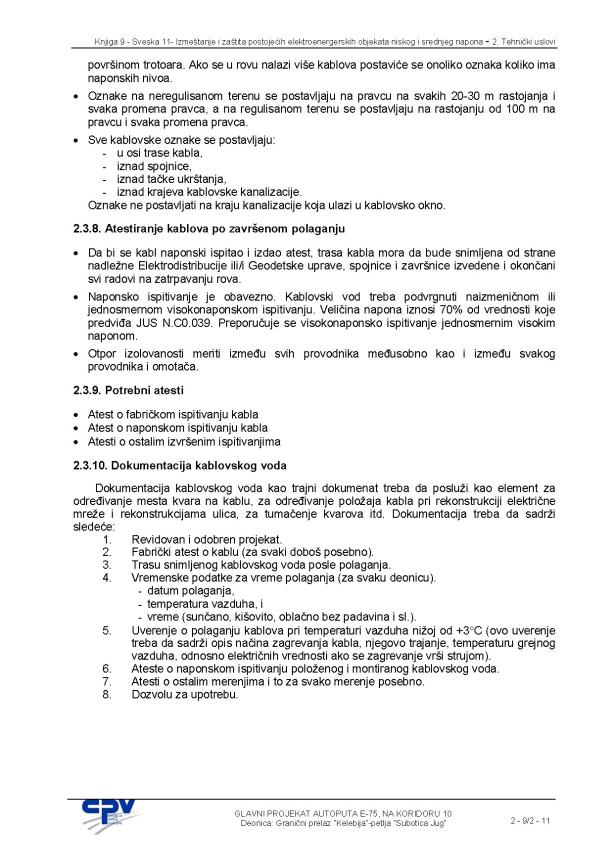 Knjiga 9 - Sveska 11- Izmeštanje i zaštita postojećih elektroenergerskih objekata niskog i srednjeg napona - 2. Tehnički uslovi
površinom trotoara. Ako se u rovu nalazi više kablova postaviće se onoliko oznaka koliko ima
naponskih nivoa.
• Oznake na neregulisanom terenu se postavljaju na pravcu na svakih 20-30 m rastojanja i
svaka promena pravca, a na regulisanom terenu se postavljaju na rastojanju od 100 m na
pravcu i svaka promena pravca.
• Sve kablovske oznake se postavljaju:
- u osi trase kabla,
- iznad spojnice,
- iznad tačke ukrštanja,
- iznad krajeva kablovske kanalizacije.
Oznake ne postavljati na kraju kanalizacije koja ulazi u kablovsko okno.
2.3.8. Atestiranje kablova po završenom polaganju
• Da bi se kabl naponski ispitao i izdao atest, trasa kabla mora da bude snimljena od strane
nadležne Elektrodistribucije ili/i Geodetske uprave, spojnice i završnice izvedene i okončani
svi radovi na zatrpavanju rova.
• Naponsko ispitivanje je obavezno. Kablovski vod treba podvrgnuti naizmeničnom ili
jednosmernom visokonaponskom ispitivanju. Veličina napona iznosi 70% od vrednosti koje
predviđa JUS N.C0.039. Preporučuje se visokonaponsko ispitivanje jednosmernim visokim
naponom.
• Otpor izolovanosti meriti između svih provodnika međusobno kao i između svakog
provodnika i omotača.
2.3.9. Potrebni atesti
• Atest o fabričkom ispitivanju kabla
• Atest o naponskom ispitivanju kabla
• Atesti o ostalim izvršenim ispitivanjima
2.3.10. Dokumentacija kablovskog voda
Dokumentacija kablovskog voda kao trajni dokumenat treba da posluži kao element za
određivanje mesta kvara na kablu, za određivanje položaja kabla pri rekonstrukciji električne
mreže i rekonstrukcijama ulica, za tumačenje kvarova itd. Dokumentacija treba da sadrži
sledeće:
1. Revidovan i odobren projekat.
2. Fabrički atest o kablu (za svaki doboš posebno).
3. Trasu snimljenog kablovskog voda posle polaganja.
4. Vremenske podatke za vreme polaganja (za svaku deonicu).
- datum polaganja,
- temperatura vazduha, i
- vreme (sunčano, kišovito, oblačno bez padavina i sl.).
5. Uverenje o polaganju kablova pri temperaturi vazduha nižoj od +3°C (ovo uverenje
treba da sadrži opis načina zagrevanja kabla, njegovo trajanje, temperaturu grejnog
vazduha, odnosno električnih vrednosti ako se zagrevanje vrši strujom).
6. Ateste o naponskom ispitivanju položenog i montiranog kablovskog voda.
7. Atesti o ostalim merenjima i to za svako merenje posebno.
8. Dozvolu za upotrebu.
GLAVNI PROJEKAT AUTOPUTA E-75, NA KORIDORU 10
Deonica: Granični prelaz "Kelebija"-petlja "Subotica Jug"
2 - 9/2 - 11